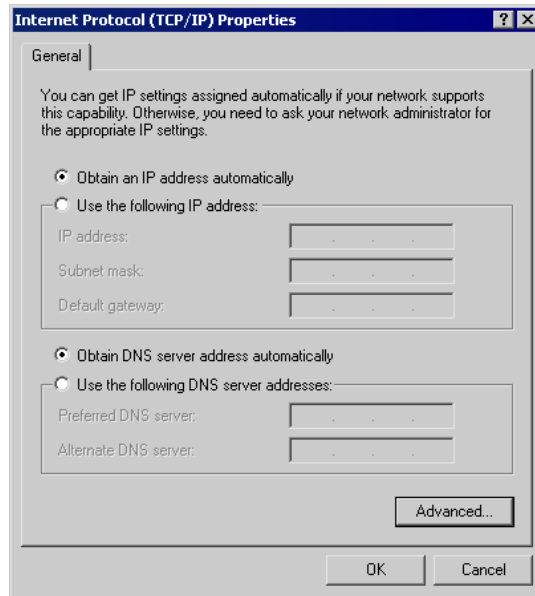 Internet Protocol (TCP/IP) Properties
General
You can get IP settings assigned automatically if your network supports
this capability. Otherwise, you need to ask your network administrator for
the appropriate IP settings.
Obtain an IP address automatically
Use the following IP address:
IP address:
Subnet mask:
Default gateway:
Obtain DNS server address automatically
Use the following DNS server addresses:
Preferred DNS server:
Alternate DNS server:
Advanced...
OK Cancel